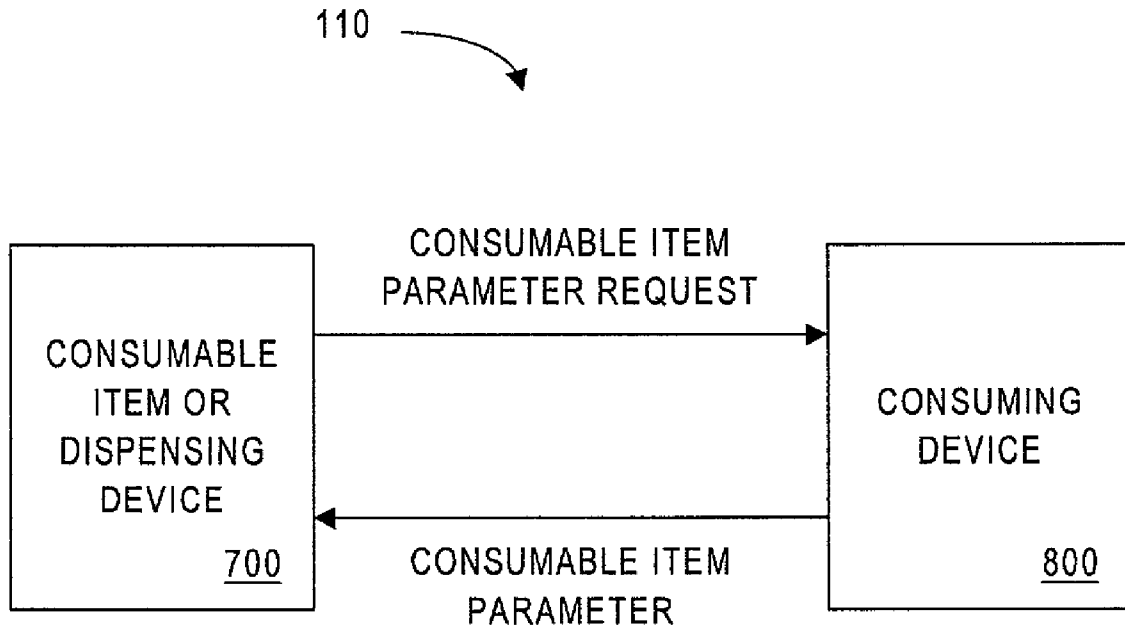 110
CONSUMABLE ITEM
PARAMETER REQUEST
CONSUMABLE
ITEM OR
DISPENSING
DEVICE
700
CONSUMING
DEVICE
800
CONSUMABLE ITEM
PARAMETER